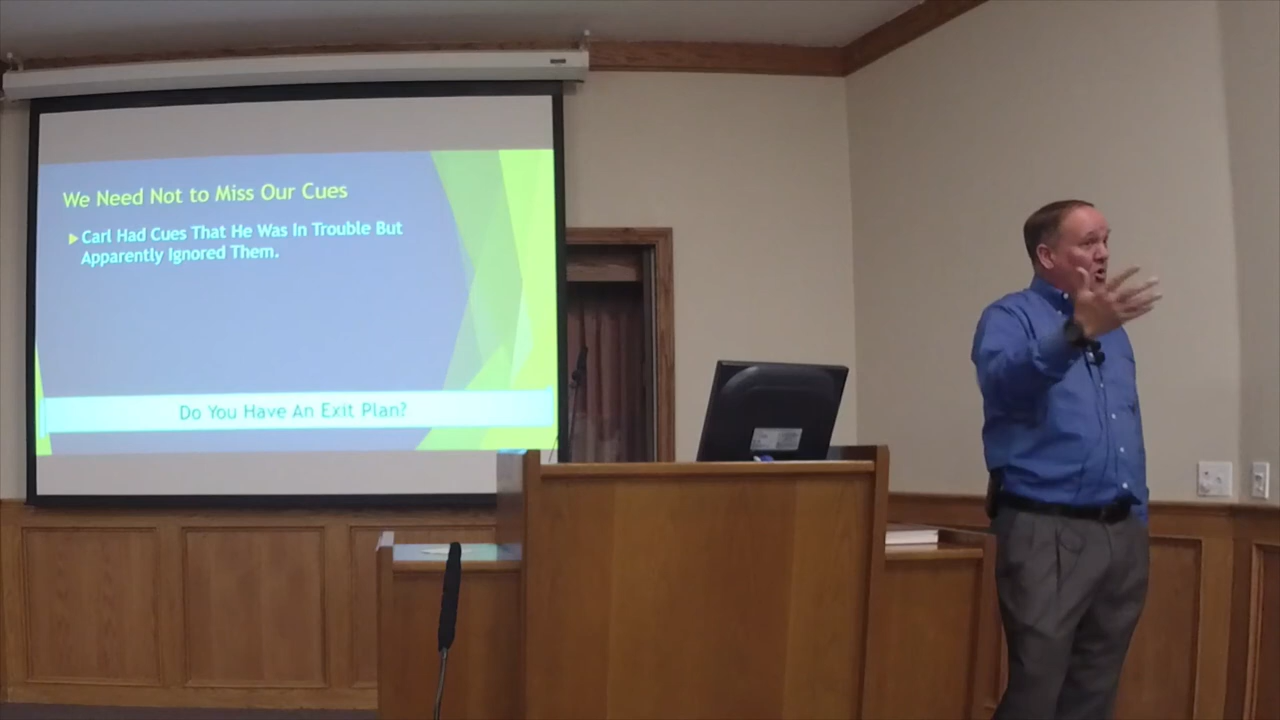 We Need Not to Miss Our Cues
Carl Had Cues That He Was In Trouble But
Apparently Ignored Them.
Do You Have An Exit Plan?